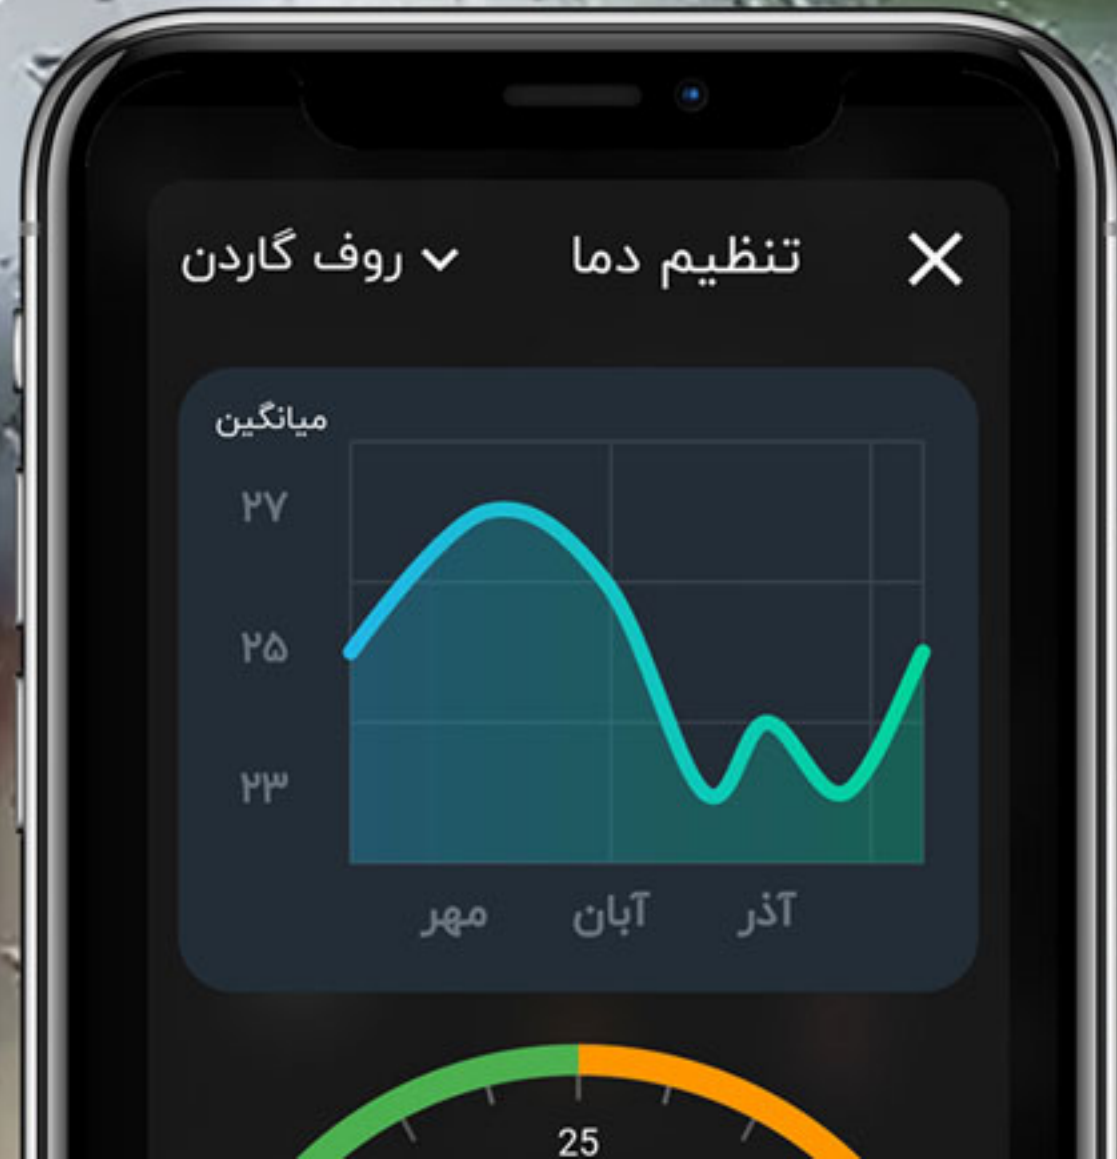 تنظیم دما
روف گاردن
میانگین
۲۷
۲۵
۲۳
مهر آبان آذر
25